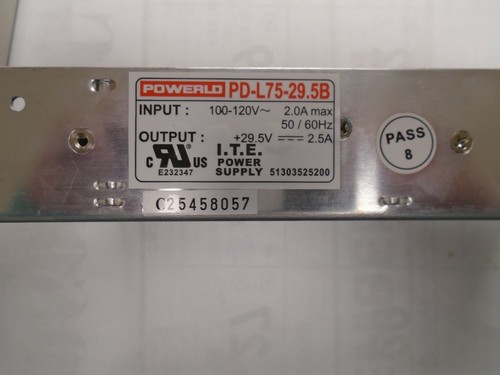 POWERLD PD-L75-29.5B
INPUT : 100-120V~ 2.0A max
50 / 60Hz
OUTPUT : +29.5V ⎓ 2.5A
c RU US I.T.E.
POWER
E232347 SUPPLY 51303525200
C25458057
PASS
8